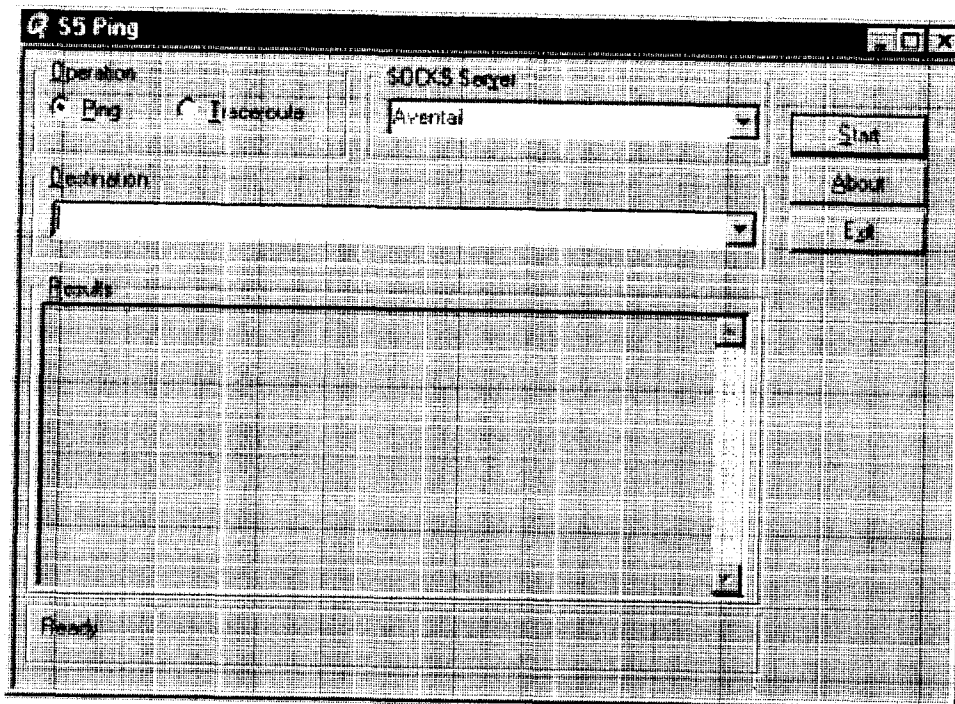 S5 Ping
Operation
Ping
Traceroute
SOCKS Server
Aventail
Start
About
Exit
Destination
Results
Ready